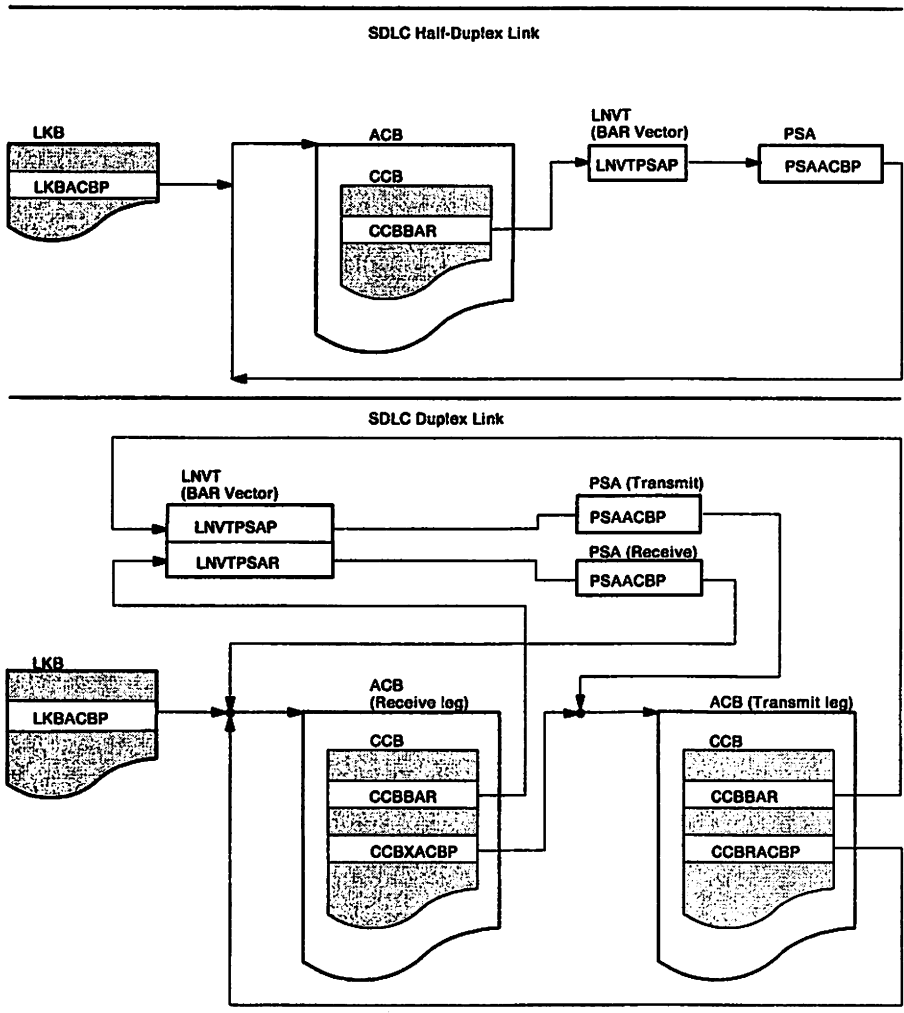 SDLC Half-Duplex Link
LKB
LKBACBP
ACB
CCB
CCBBAR
LNVT
(BAR Vector)
LNVTPSAP
PSA
PSAACBP
SDLC Duplex Link
LNVT
(BAR Vector)
LNVTPSAP
LNVTPSAR
PSA (Transmit)
PSAACBP
PSA (Receive)
PSAACBP
LKB
LKBACBP
ACB
(Receive leg)
CCB
CCBBAR
CCBXACBP
ACB (Transmit leg)
CCB
CCBBAR
CCBRACBP